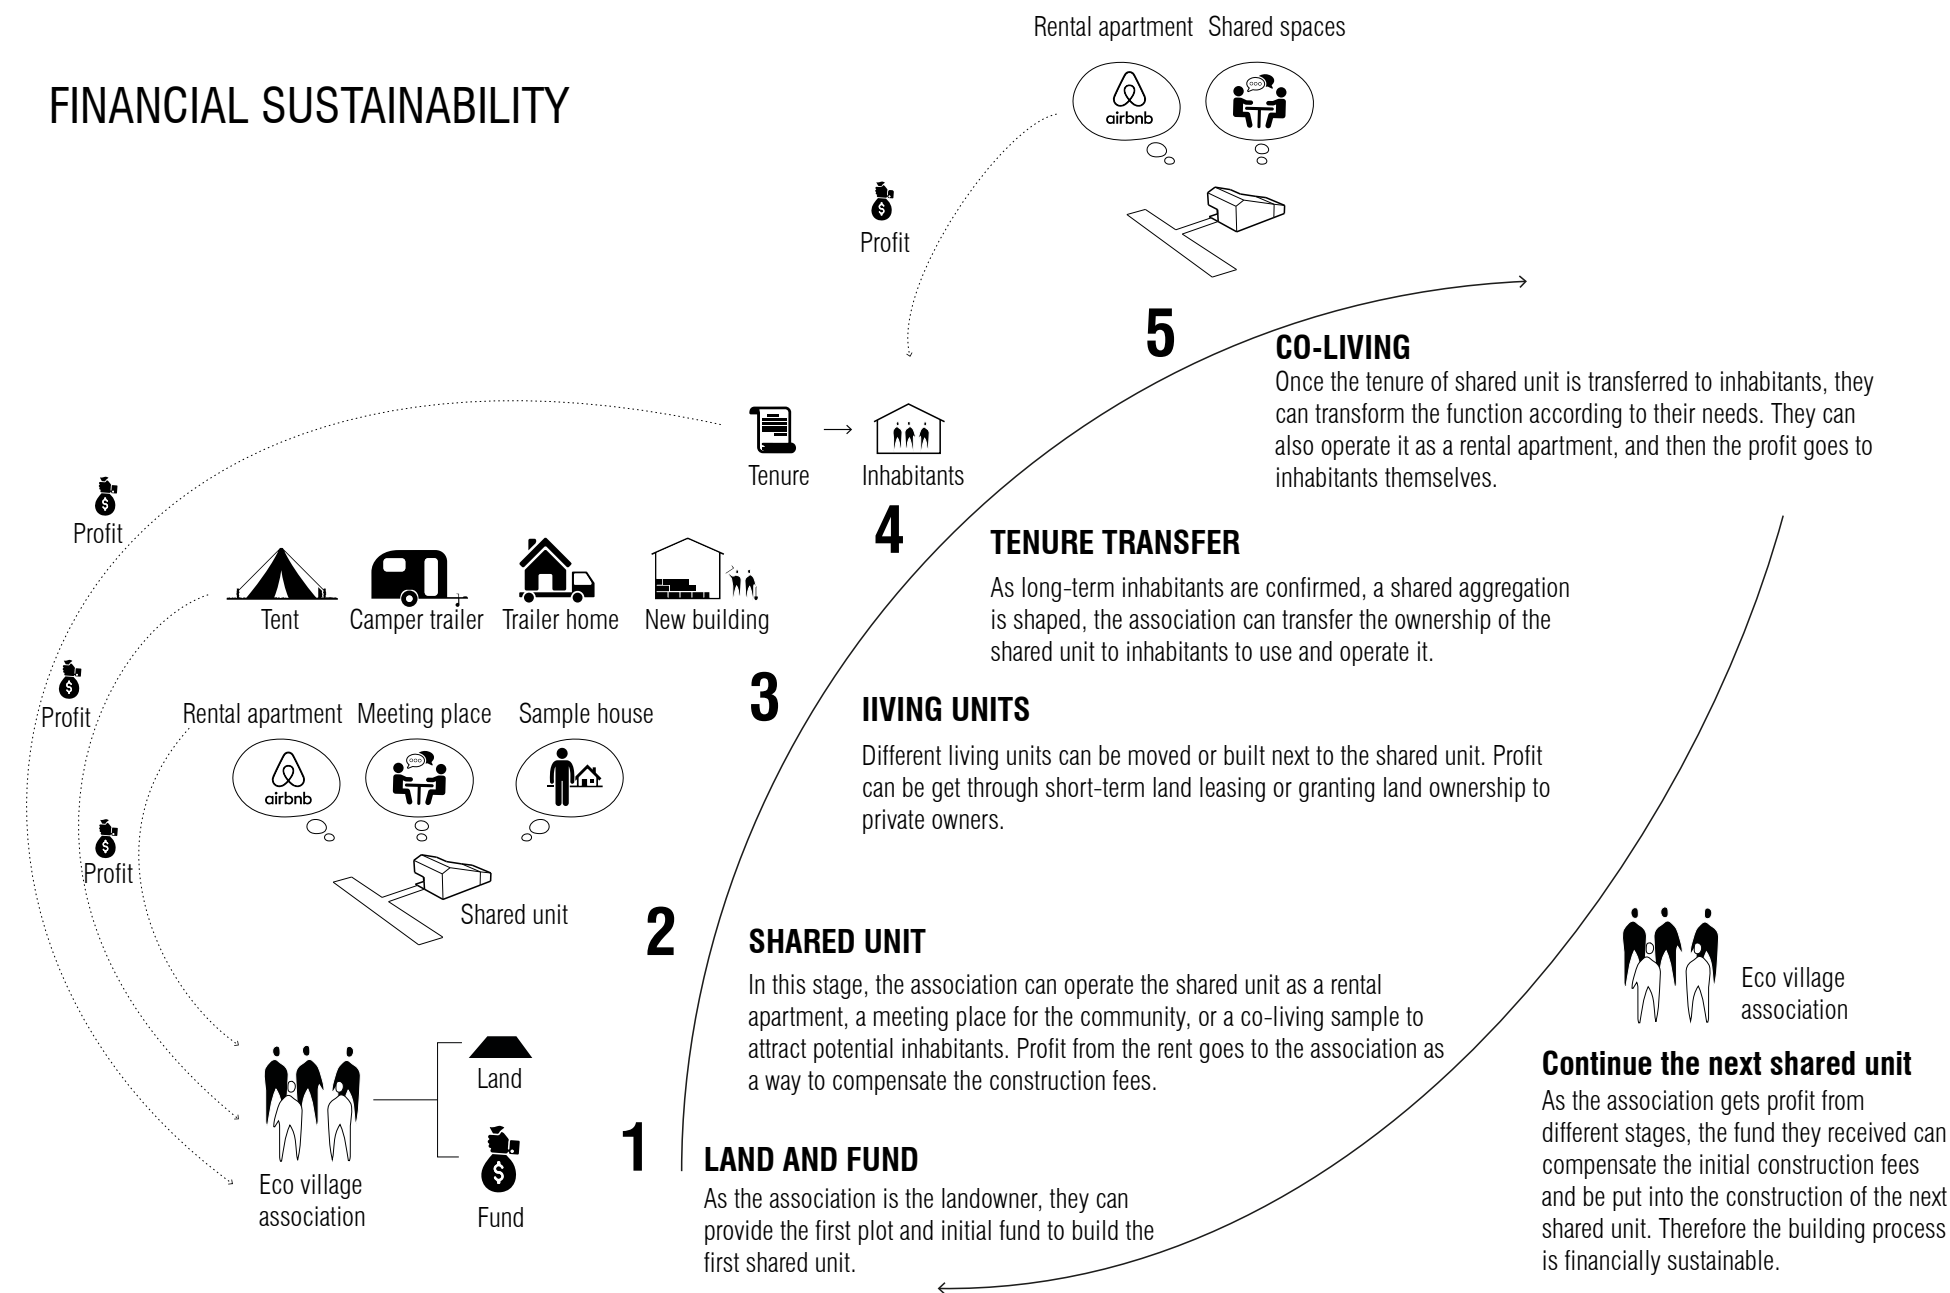 FINANCIAL SUSTAINABILITY
Rental apartment
Shared spaces
airbnb
$
Profit
5
CO-LIVING
Once the tenure of shared unit is transferred to inhabitants, they
can transform the function according to their needs. They can
also operate it as a rental apartment, and then the profit goes to
inhabitants themselves.
Tenure
Inhabitants
$
Profit
4
TENURE TRANSFER
As long-term inhabitants are confirmed, a shared aggregation
is shaped, the association can transfer the ownership of the
shared unit to inhabitants to use and operate it.
Tent
Camper trailer
Trailer home
New building
$
Profit
3
IIVING UNITS
Different living units can be moved or built next to the shared unit. Profit
can be get through short-term land leasing or granting land ownership to
private owners.
Rental apartment
Meeting place
Sample house
airbnb
$
Profit
Shared unit
2
SHARED UNIT
In this stage, the association can operate the shared unit as a rental
apartment, a meeting place for the community, or a co-living sample to
attract potential inhabitants. Profit from the rent goes to the association as
a way to compensate the construction fees.
Land
$
Fund
Eco village
association
1
LAND AND FUND
As the association is the landowner, they can
provide the first plot and initial fund to build the
first shared unit.
Eco village
association
Continue the next shared unit
As the association gets profit from
different stages, the fund they received can
compensate the initial construction fees
and be put into the construction of the next
shared unit. Therefore the building process
is financially sustainable.